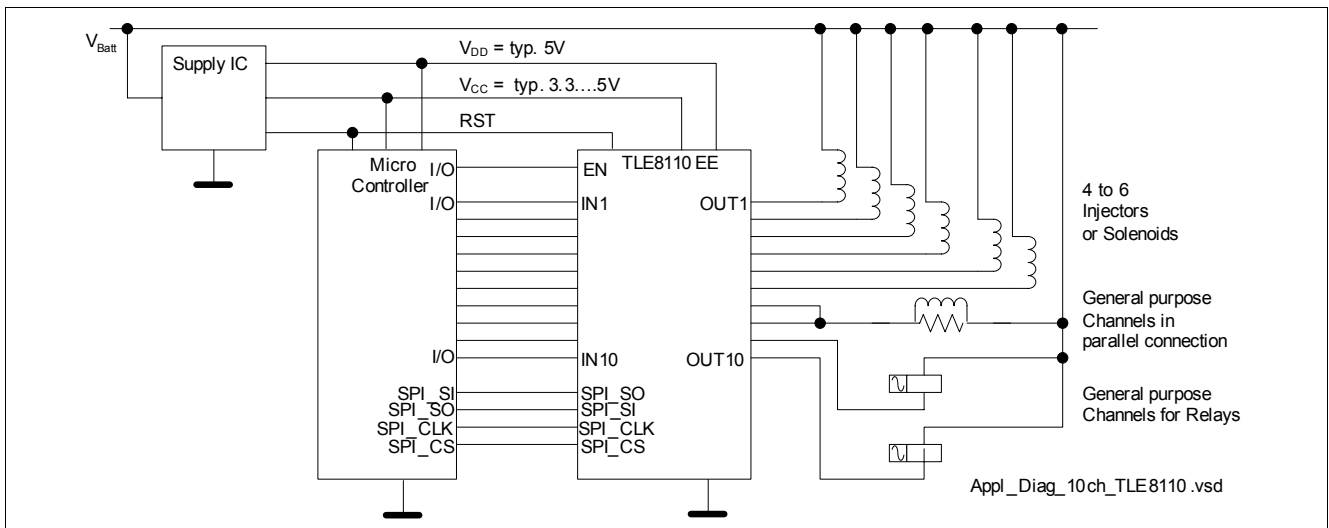 V_Batt
Supply IC
V_DD = typ. 5V
V_CC = typ. 3.3....5V
RST
Micro
Controller
I/O
I/O
I/O
SPI_SI
SPI_SO
SPI_CLK
SPI_CS
TLE8110 EE
EN
IN1
IN10
SPI_SO
SPI_SI
SPI_CLK
SPI_CS
OUT1
OUT10
4 to 6
Injectors
or Solenoids
General purpose
Channels in
parallel connection
General purpose
Channels for Relays
Appl_Diag_10ch_TLE8110.vsd